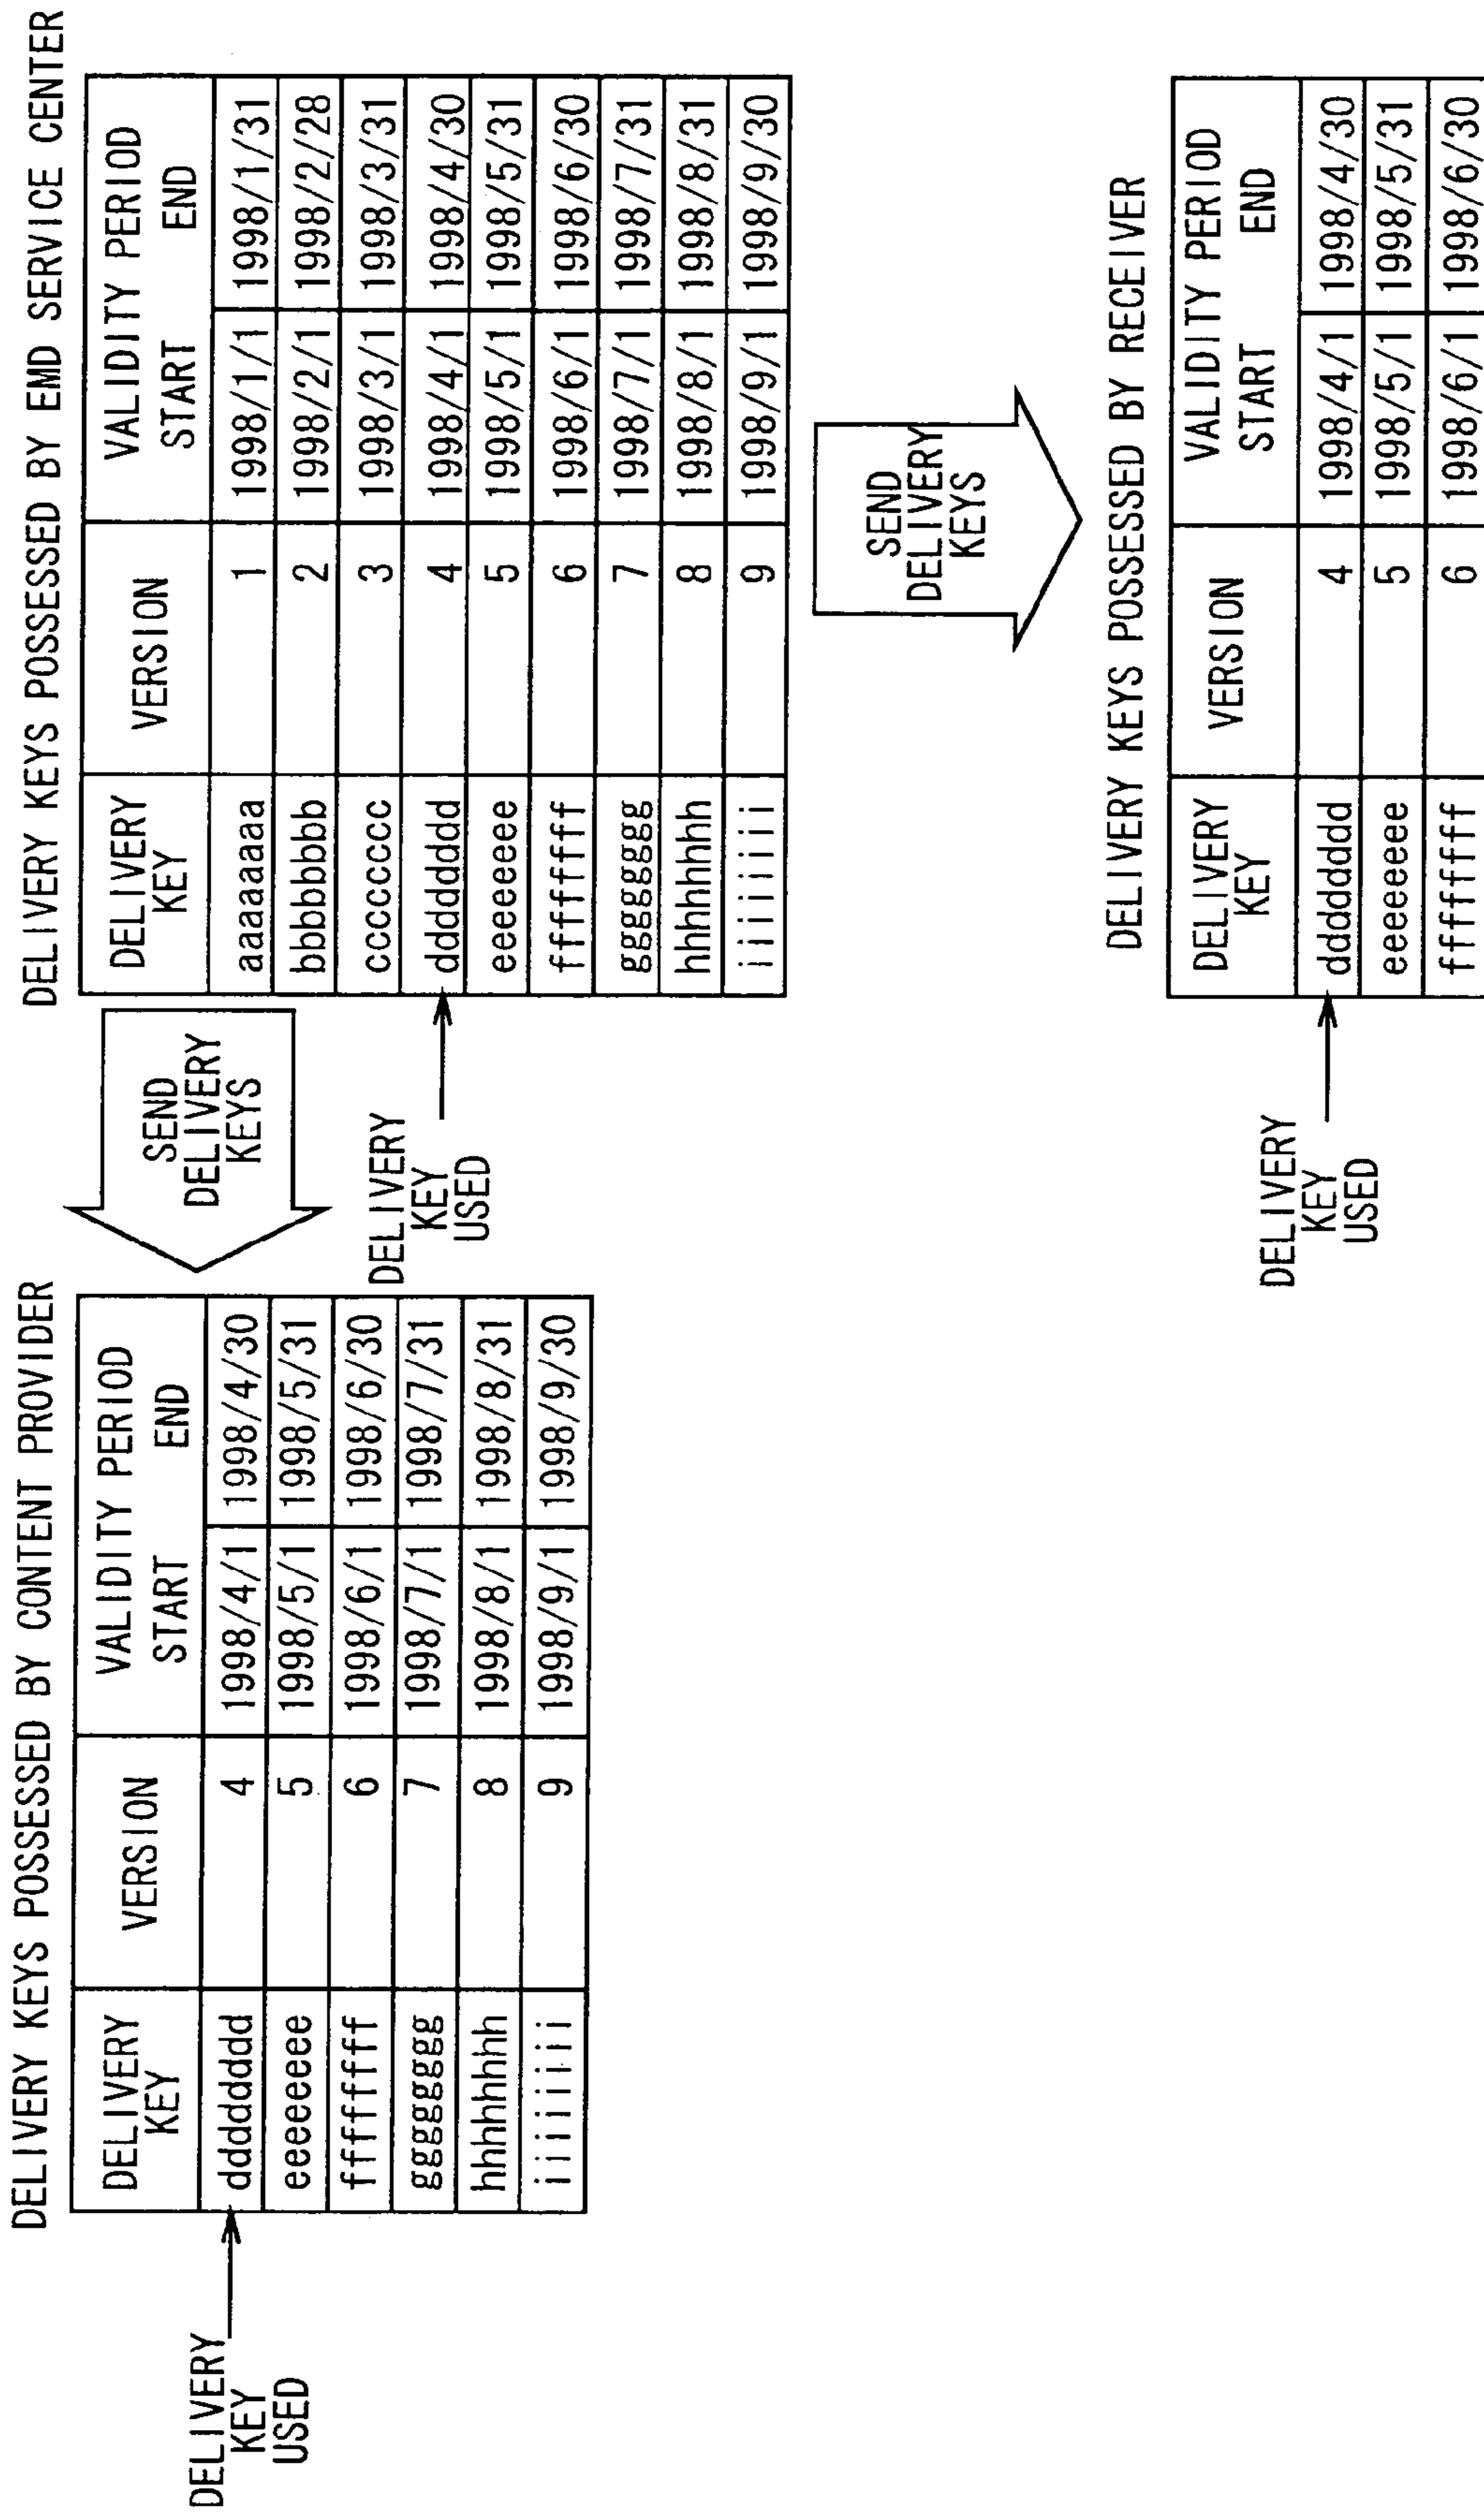 DELIVERY KEYS POSSESSED BY CONTENT PROVIDER
DELIVERY KEY VERSION VALIDITY PERIOD
START END
dddddddd 4 1998/4/1 1998/4/30
eeeeeeee 5 1998/5/1 1998/5/31
ffffffff 6 1998/6/1 1998/6/30
gggggggg 7 1998/7/1 1998/7/31
hhhhhhhh 8 1998/8/1 1998/8/31
iiiiiiii 9 1998/9/1 1998/9/30
DELIVERY
KEY
USED
SEND
DELIVERY
KEYS
DELIVERY KEYS POSSESSED BY EMD SERVICE CENTER
DELIVERY KEY VERSION VALIDITY PERIOD
START END
aaaaaaaa 1 1998/1/1 1998/1/31
bbbbbbbb 2 1998/2/1 1998/2/28
cccccccc 3 1998/3/1 1998/3/31
dddddddd 4 1998/4/1 1998/4/30
eeeeeeee 5 1998/5/1 1998/5/31
ffffffff 6 1998/6/1 1998/6/30
gggggggg 7 1998/7/1 1998/7/31
hhhhhhhh 8 1998/8/1 1998/8/31
iiiiiiii 9 1998/9/1 1998/9/30
DELIVERY
KEY
USED
SEND
DELIVERY
KEYS
DELIVERY KEYS POSSESSED BY RECEIVER
DELIVERY KEY VERSION VALIDITY PERIOD
START END
dddddddd 4 1998/4/1 1998/4/30
eeeeeeee 5 1998/5/1 1998/5/31
ffffffff 6 1998/6/1 1998/6/30
DELIVERY
KEY
USED